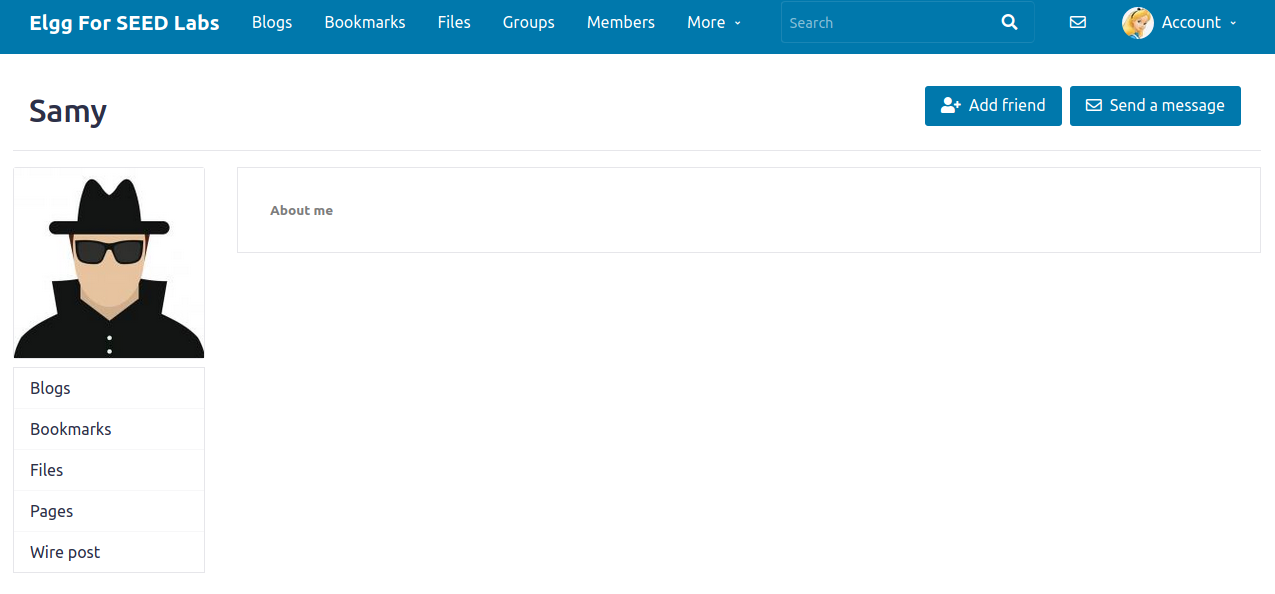 Elgg For SEED Labs Blogs Bookmarks Files Groups Members More Search Account
Samy Add friend Send a message
About me
Blogs
Bookmarks
Files
Pages
Wire post